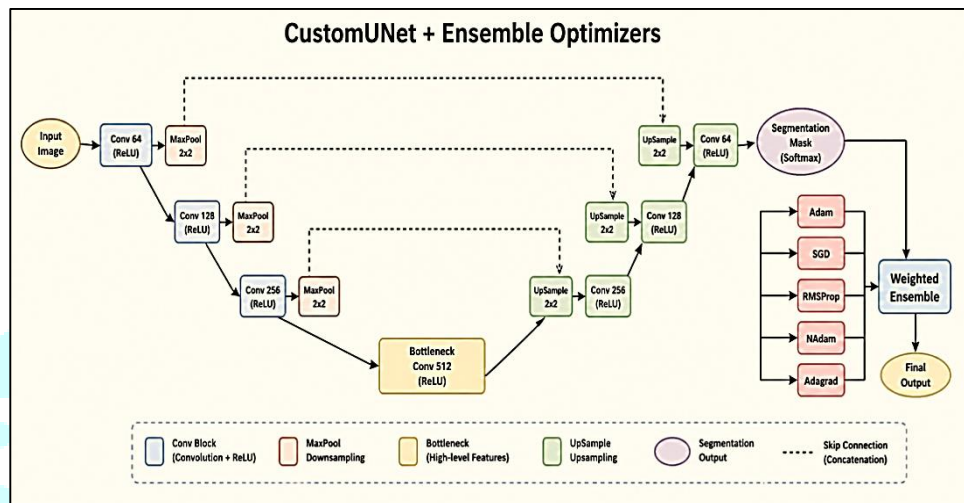 CustomUNet + Ensemble Optimizers
Input
Image
Conv 64
(ReLU)
MaxPool
2x2
UpSample
2x2
Conv 64
(ReLU)
Segmentation
Mask
(Softmax)
Conv 128
(ReLU)
MaxPool
2x2
UpSample
2x2
Conv 128
(ReLU)
Conv 256
(ReLU)
MaxPool
2x2
UpSample
2x2
Conv 256
(ReLU)
Bottleneck
Conv 512
(ReLU)
Adam
SGD
RMSProp
NAdam
Adagrad
Weighted
Ensemble
Final
Output
Conv Block
(Convolution + ReLU)
MaxPool
Downsampling
Bottleneck
(High-level Features)
UpSample
Upsampling
Segmentation
Output
Skip Connection
(Concatenation)